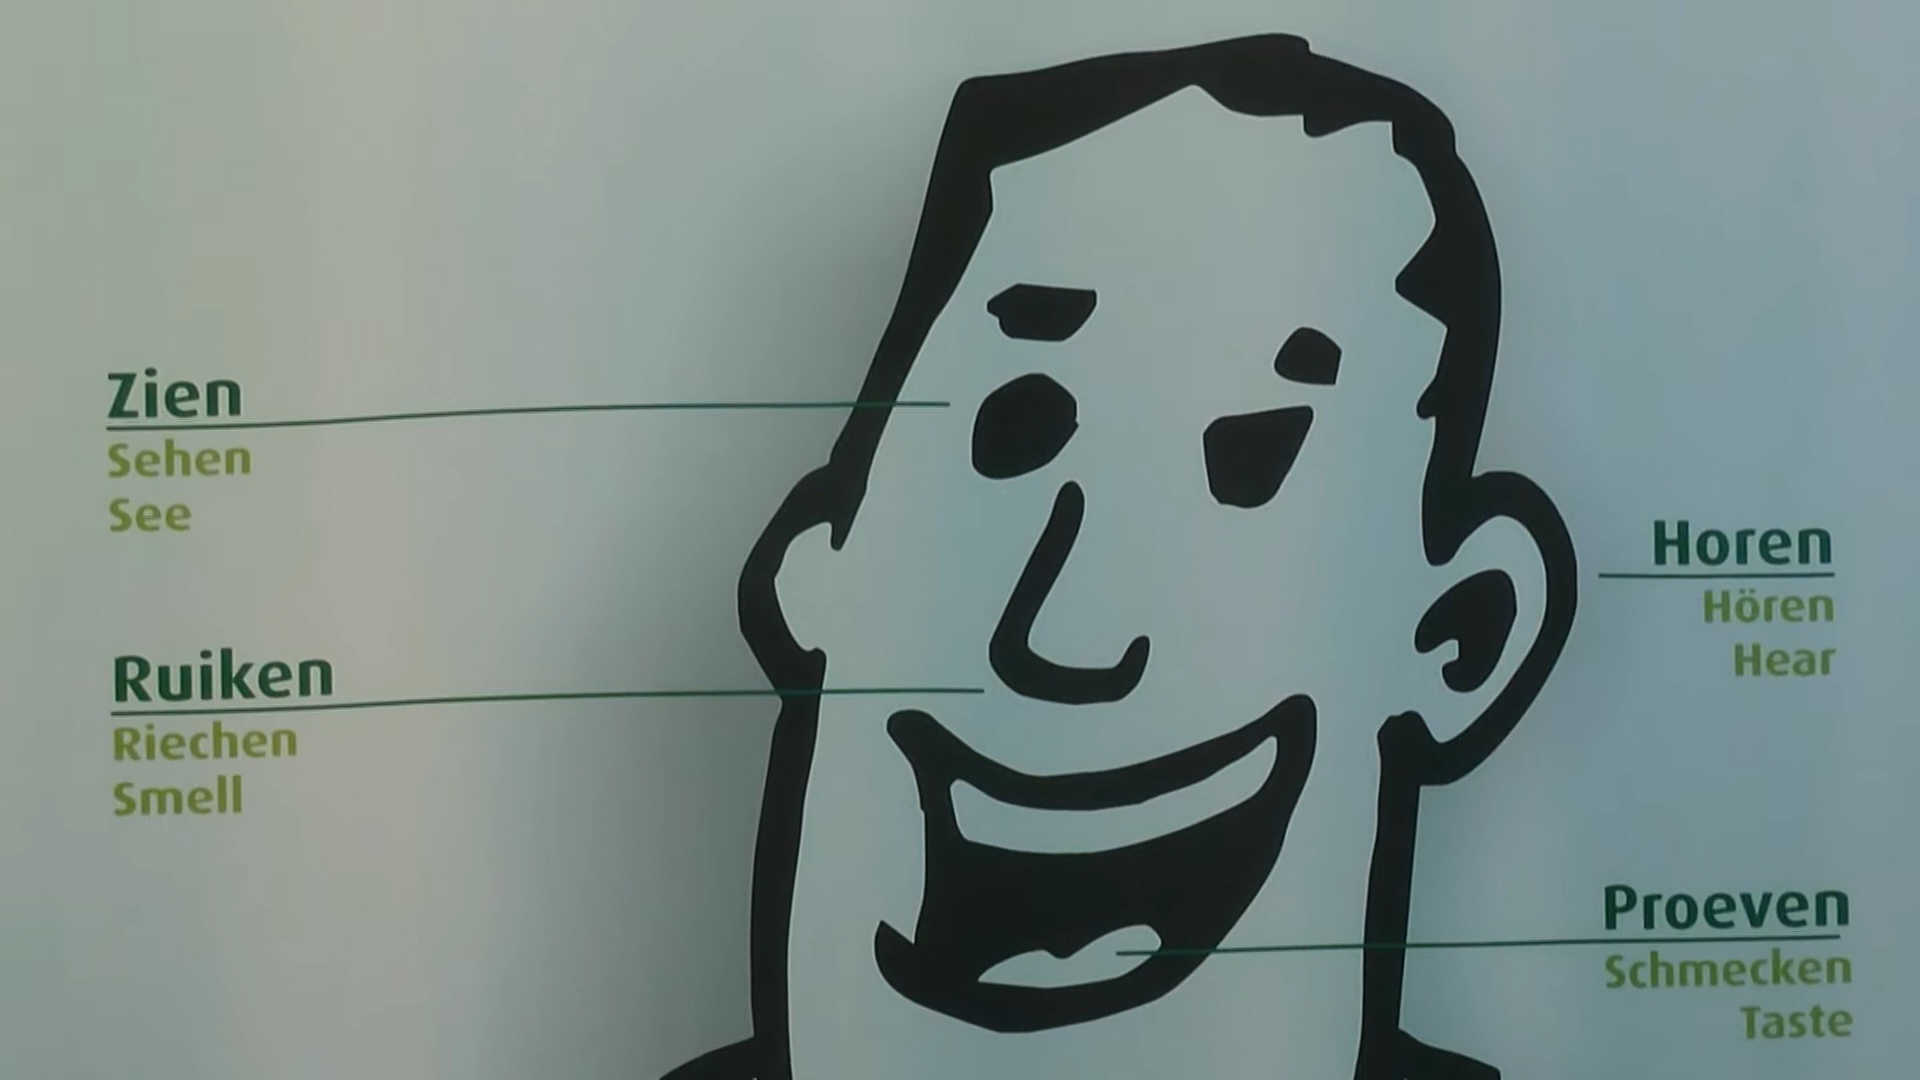 Zien
Sehen
See
Ruiken
Riechen
Smell
Horen
Hören
Hear
Proeven
Schmecken
Taste